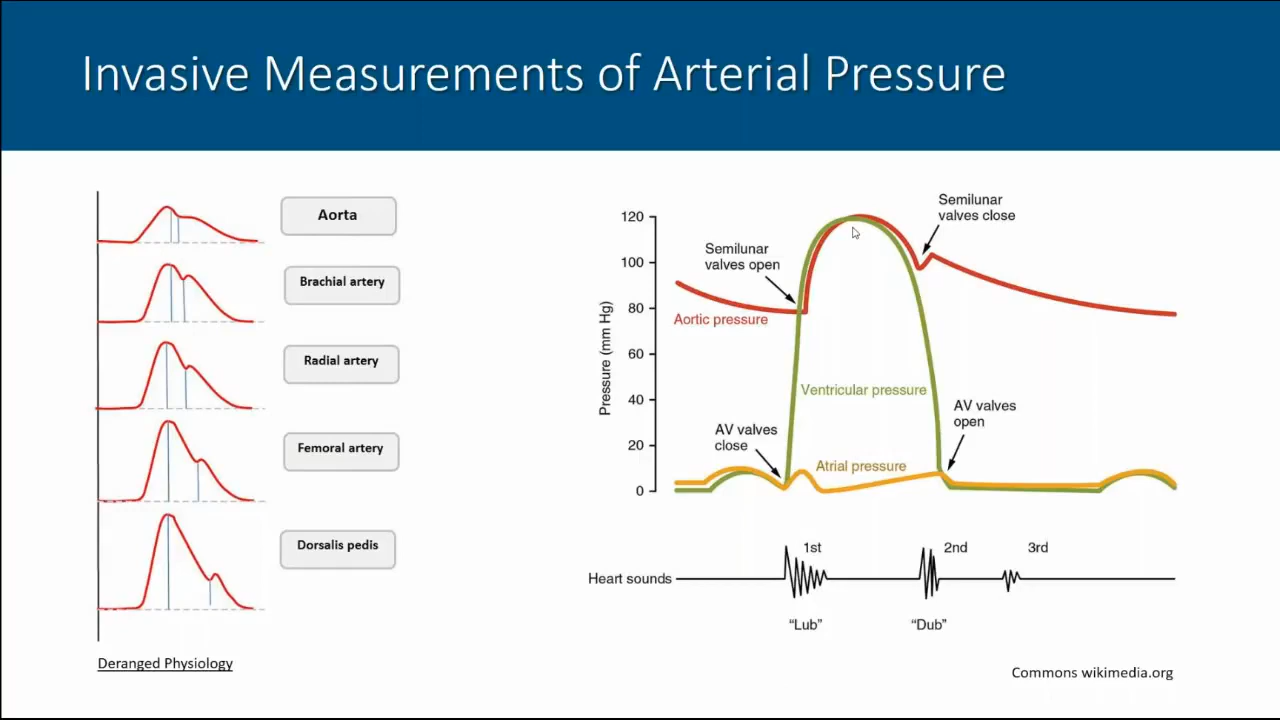 Invasive Measurements of Arterial Pressure
Aorta
Brachial artery
Radial artery
Femoral artery
Dorsalis pedis
Deranged Physiology
Pressure (mm Hg)
120
100
80
60
40
20
0
Semilunar
valves open
Semilunar
valves close
Aortic pressure
Ventricular pressure
AV valves
close
Atrial pressure
AV valves
open
Heart sounds
1st
2nd
3rd
“Lub”
“Dub”
Commons wikimedia.org